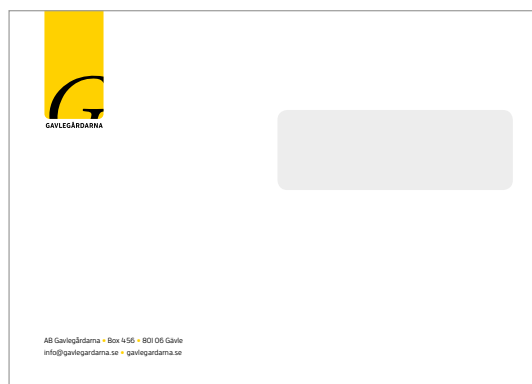 G
GAVLEGÅRDARNA
AB Gavlegårdarna • Box 456 • 801 06 Gävle
info@gavlegardarna.se • gavlegardarna.se